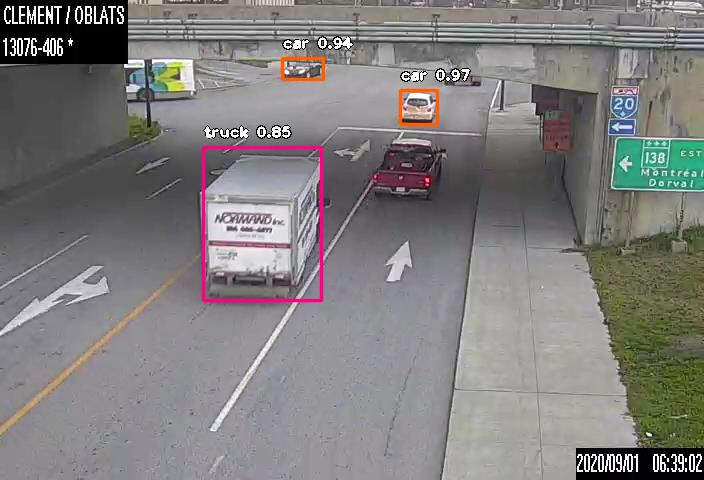 CLEMENT / OBLATS
13076-406 *
car 0.94
car 0.97
truck 0.85
20
138 EST
Montréal
Dorval
NORMAND inc.
2020/09/01 06:39:02